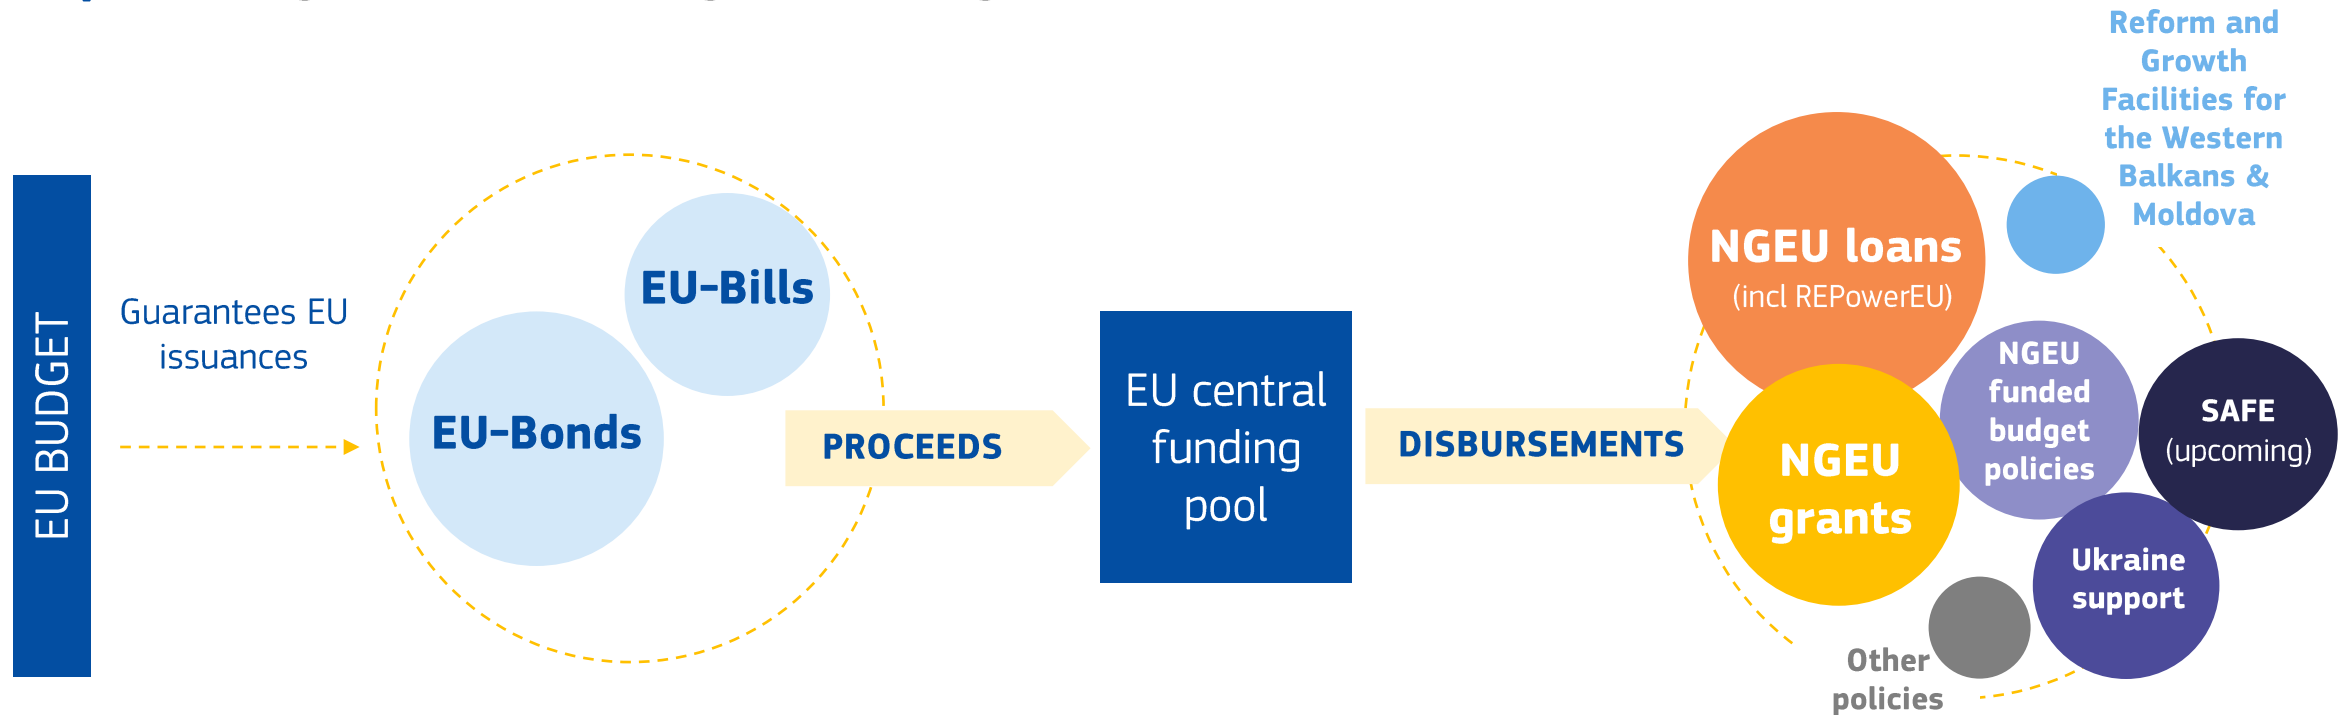 EU BUDGET
Guarantees EU
issuances
EU-Bills
EU-Bonds
PROCEEDS
EU central
funding
pool
DISBURSEMENTS
NGEU loans
(incl REPowerEU)
NGEU
grants
NGEU
funded
budget
policies
Reform and
Growth
Facilities for
the Western
Balkans &
Moldova
SAFE
(upcoming)
Ukraine
support
Other
policies